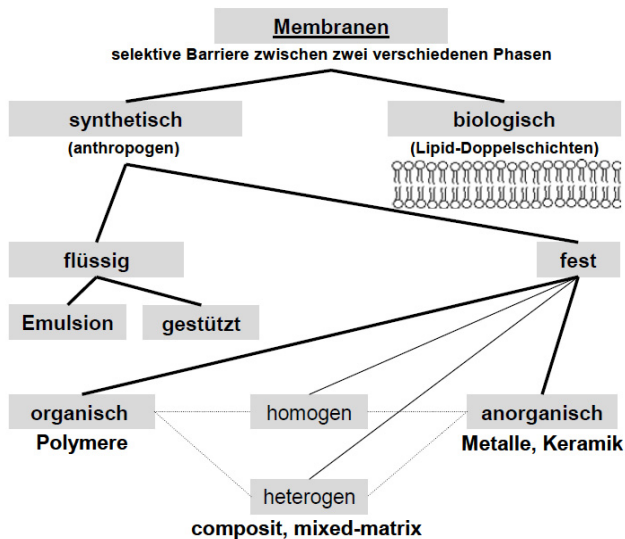 Membranen
selektive Barriere zwischen zwei verschiedenen Phasen
synthetisch
(anthropogen)
biologisch
(Lipid-Doppelschichten)
flüssig
fest
Emulsion
gestützt
organisch
Polymere
homogen
anorganisch
Metalle, Keramik
heterogen
composit, mixed-matrix